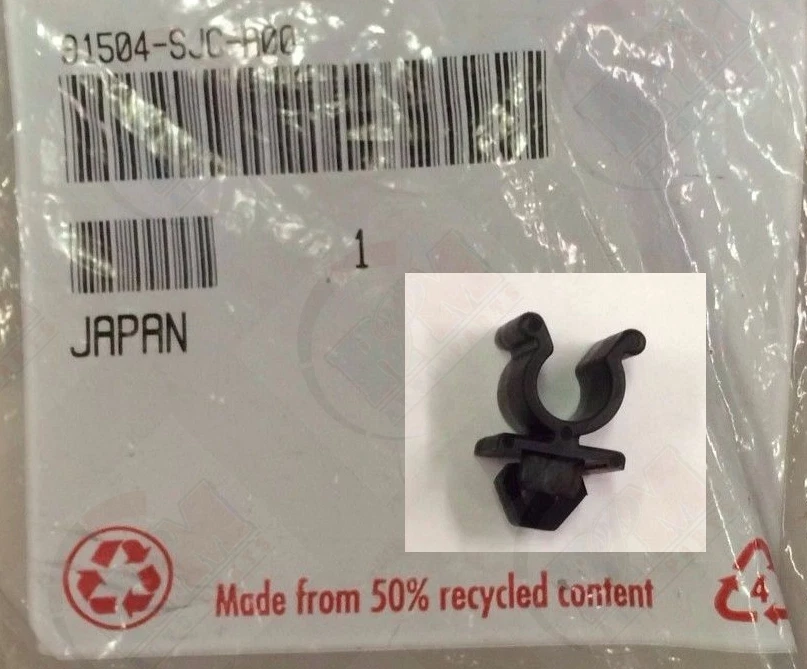 91504-SJC-A00
1
JAPAN
Made from 50% recycled content
4